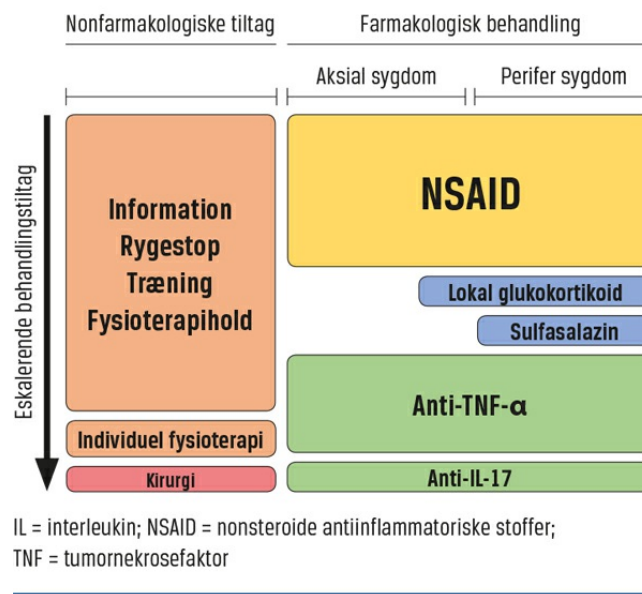 Nonfarmakologiske tiltag
Farmakologisk behandling
Aksial sygdom
Perifer sygdom
Eskalerende behandlingstiltag
Information
Rygestop
Træning
Fysioterapihold
Individuel fysioterapi
Kirurgi
NSAID
Lokal glukokortikoid
Sulfasalazin
Anti-TNF-α
Anti-IL-17
IL = interleukin; NSAID = nonsteroide antiinflammatoriske stoffer;
TNF = tumornekrosefaktor